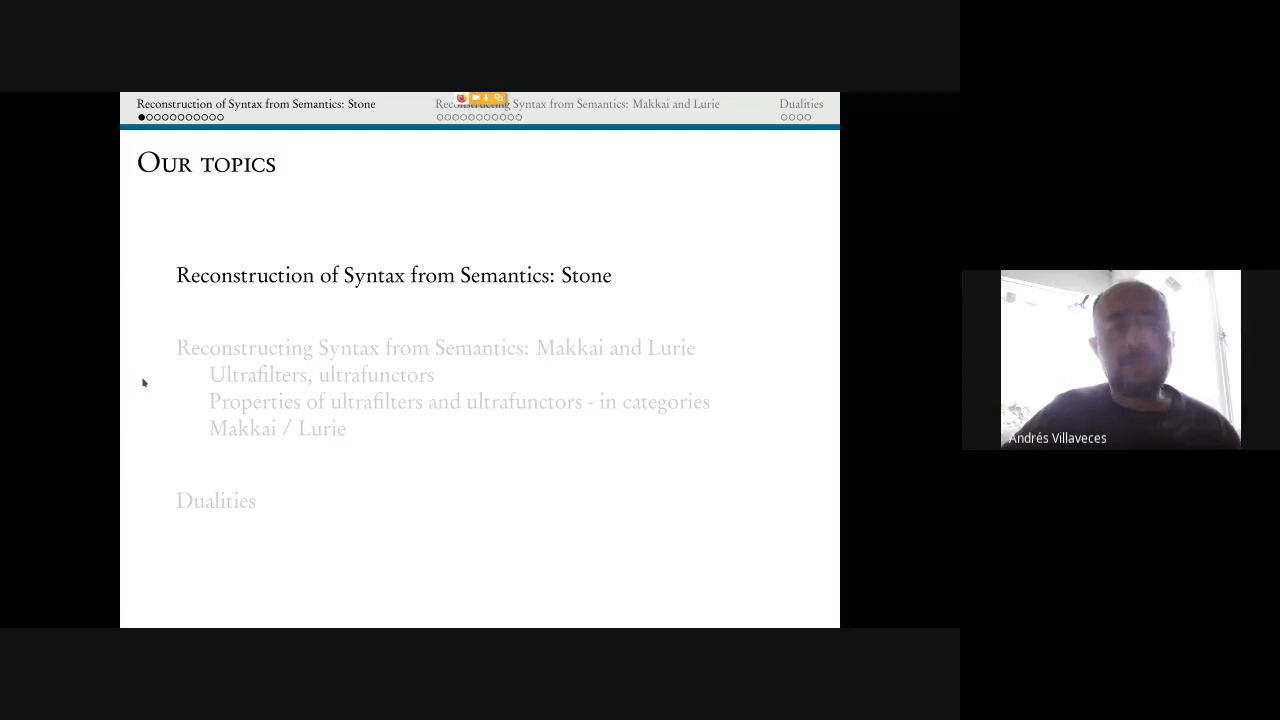 Reconstruction of Syntax from Semantics: Stone
Reconstructing Syntax from Semantics: Makkai and Lurie
Dualities
Our topics
Reconstruction of Syntax from Semantics: Stone
Reconstructing Syntax from Semantics: Makkai and Lurie
Ultrafilters, ultrafunctors
Properties of ultrafilters and ultrafunctors - in categories
Makkai / Lurie
Dualities
Andrés Villaveces